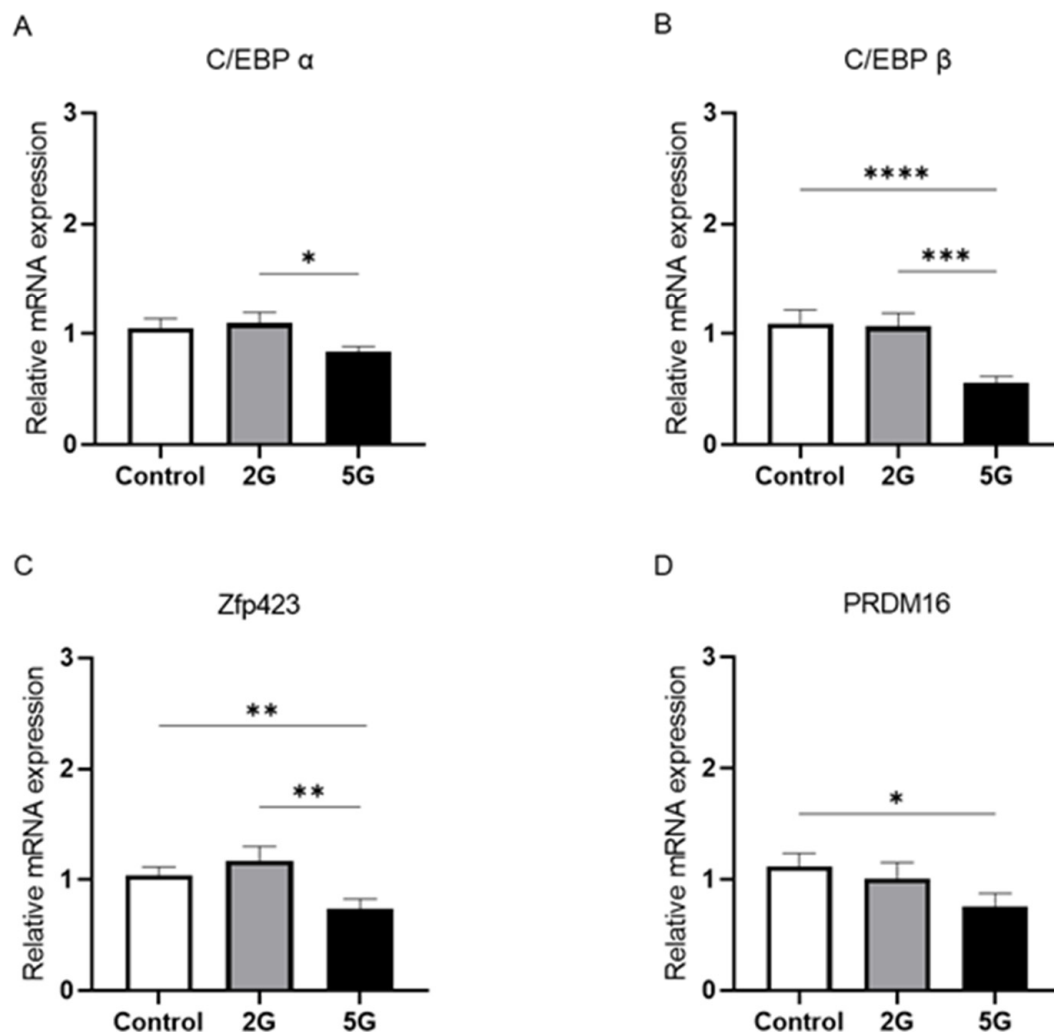 A
C/EBP α
Relative mRNA expression
3
2
1
0
*
Control 2G 5G
B
C/EBP β
Relative mRNA expression
3
2
1
0
****
***
Control 2G 5G
C
Zfp423
Relative mRNA expression
3
2
1
0
**
**
Control 2G 5G
D
PRDM16
Relative mRNA expression
3
2
1
0
*
Control 2G 5G